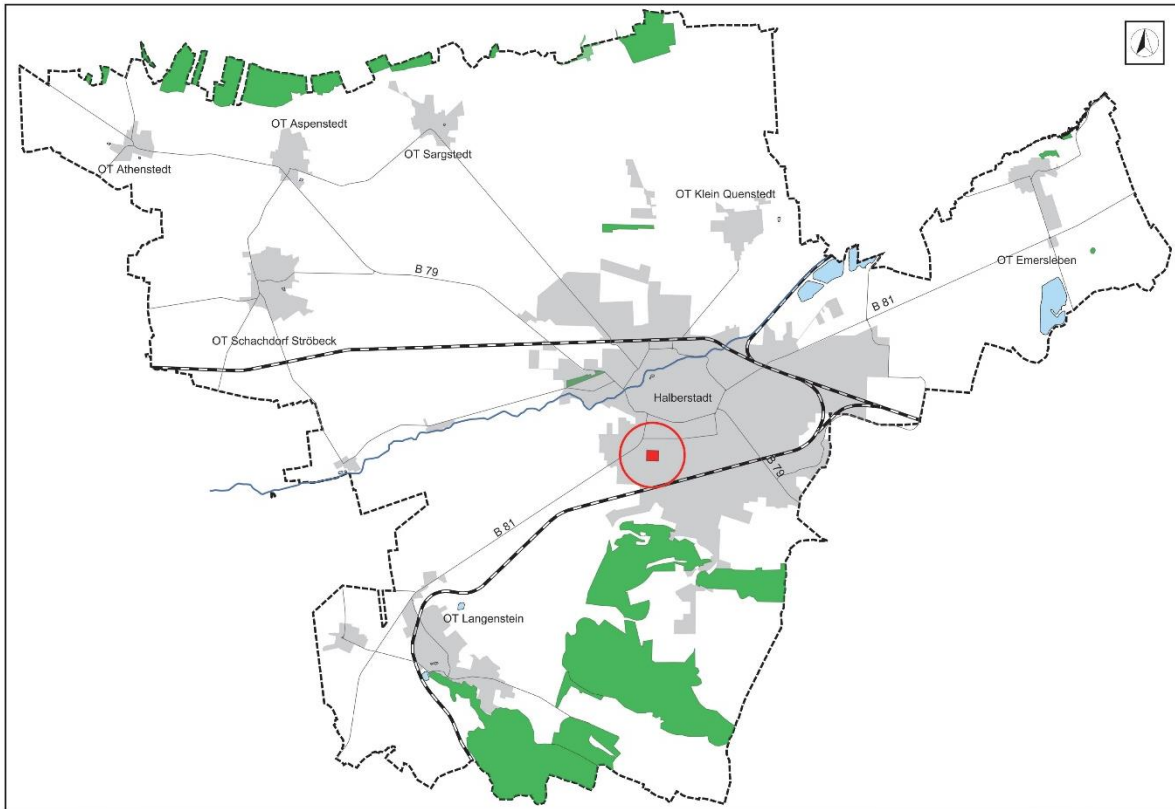 OT Aspenstedt
OT Sargstedt
OT Athenstedt
OT Klein Quenstedt
OT Emersleben
B 79
B 81
OT Schachdorf Ströbeck
Halberstadt
B 79
B 81
OT Langenstein